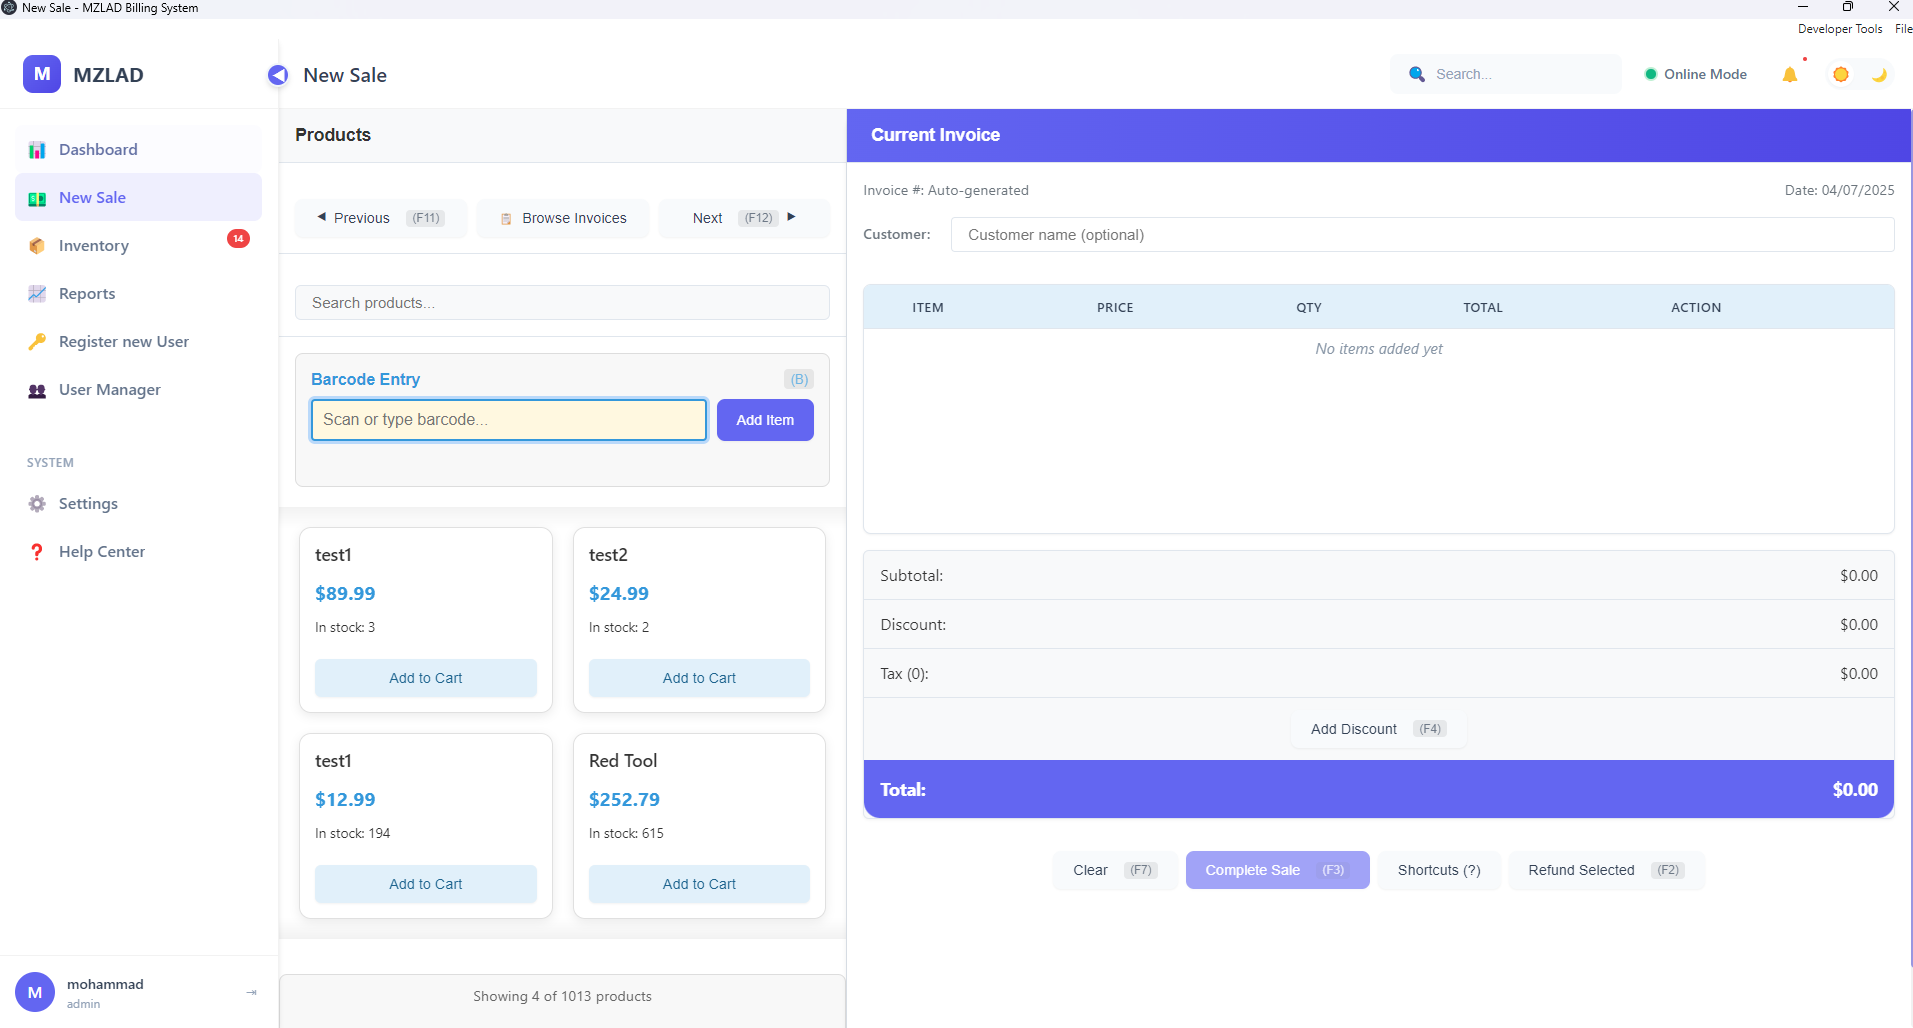 New Sale - MZLAD Billing System
Developer Tools File
M MZLAD
New Sale
Search...
Online Mode
Dashboard
New Sale
Inventory 14
Reports
Register new User
User Manager
SYSTEM
Settings
Help Center
M
mohammad
admin
Products
Previous (F11)
Browse Invoices
Next (F12)
Search products...
Barcode Entry (B)
Scan or type barcode...
Add Item
test1
$89.99
In stock: 3
Add to Cart
test2
$24.99
In stock: 2
Add to Cart
test1
$12.99
In stock: 194
Add to Cart
Red Tool
$252.79
In stock: 615
Add to Cart
Showing 4 of 1013 products
Current Invoice
Invoice #: Auto-generated
Date: 04/07/2025
Customer: Customer name (optional)
ITEM PRICE QTY TOTAL ACTION
No items added yet
Subtotal: $0.00
Discount: $0.00
Tax (0): $0.00
Add Discount (F4)
Total: $0.00
Clear (F7)
Complete Sale (F3)
Shortcuts (?)
Refund Selected (F2)